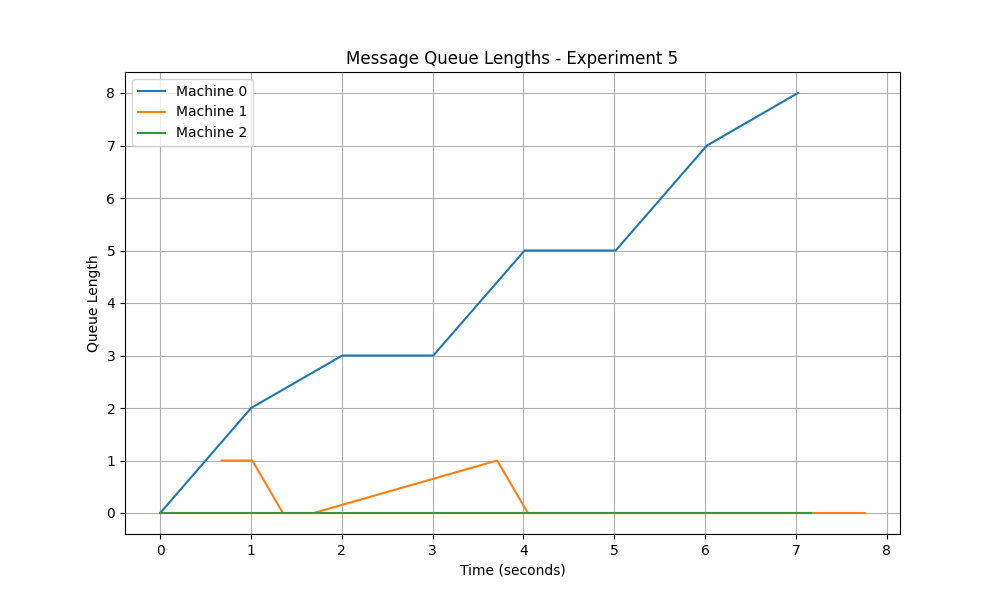 Message Queue Lengths - Experiment 5
Machine 0
Machine 1
Machine 2
8
7
6
5
4
3
2
1
0
Queue Length
0 1 2 3 4 5 6 7 8
Time (seconds)